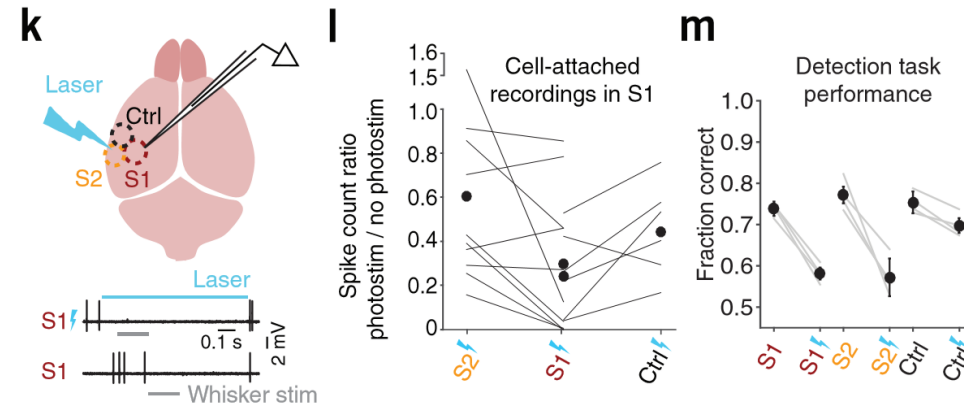 k
Laser
Ctrl
S2
S1
Laser
S1
0.1 s
2 mV
S1
Whisker stim
l
Cell-attached
recordings in S1
Spike count ratio
photostim / no photostim
1.6
1.5
1.0
0.8
0.6
0.4
0.2
0
S2
S1
Ctrl
m
Detection task
performance
Fraction correct
1.0
0.9
0.8
0.7
0.6
0.5
S1
S1
S2
S2
Ctrl
Ctrl